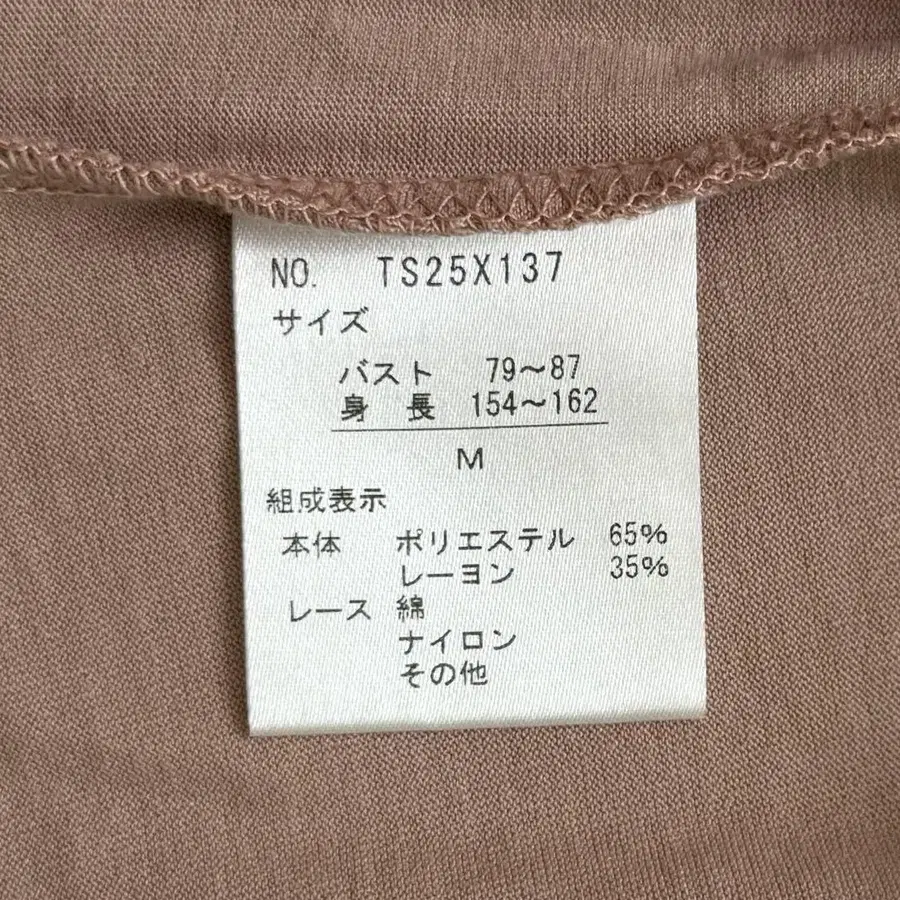 NO. TS25X137
サイズ
バスト 79～87
身 長 154～162
M
組成表示
本体 ポリエステル 65%
レーヨン 35%
レース 綿
ナイロン
その他